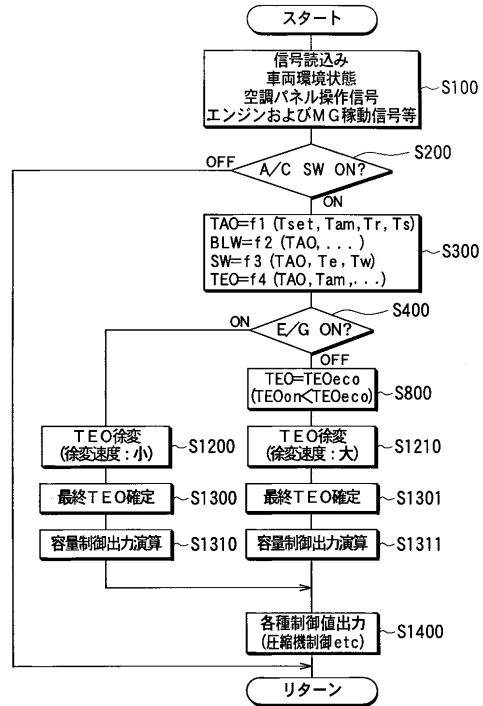 スタート
信号読込み
車両環境状態
空調パネル操作信号
エンジンおよびMG稼動信号等
S100
OFF
A/C SW ON?
S200
ON
TAO=f1 (Tset, Tam, Tr, Ts)
BLW=f2 (TAO, ...)
SW=f3 (TAO, Te, Tw)
TEO=f4 (TAO, Tam, ...)
S300
ON
E/G ON?
S400
OFF
TEO=TEOeco
(TEOon<TEOeco)
S800
TEO徐変
(徐変速度:小)
S1200
TEO徐変
(徐変速度:大)
S1210
最終TEO確定
S1300
最終TEO確定
S1301
容量制御出力演算
S1310
容量制御出力演算
S1311
各種制御値出力
(圧縮機制御etc)
S1400
リターン